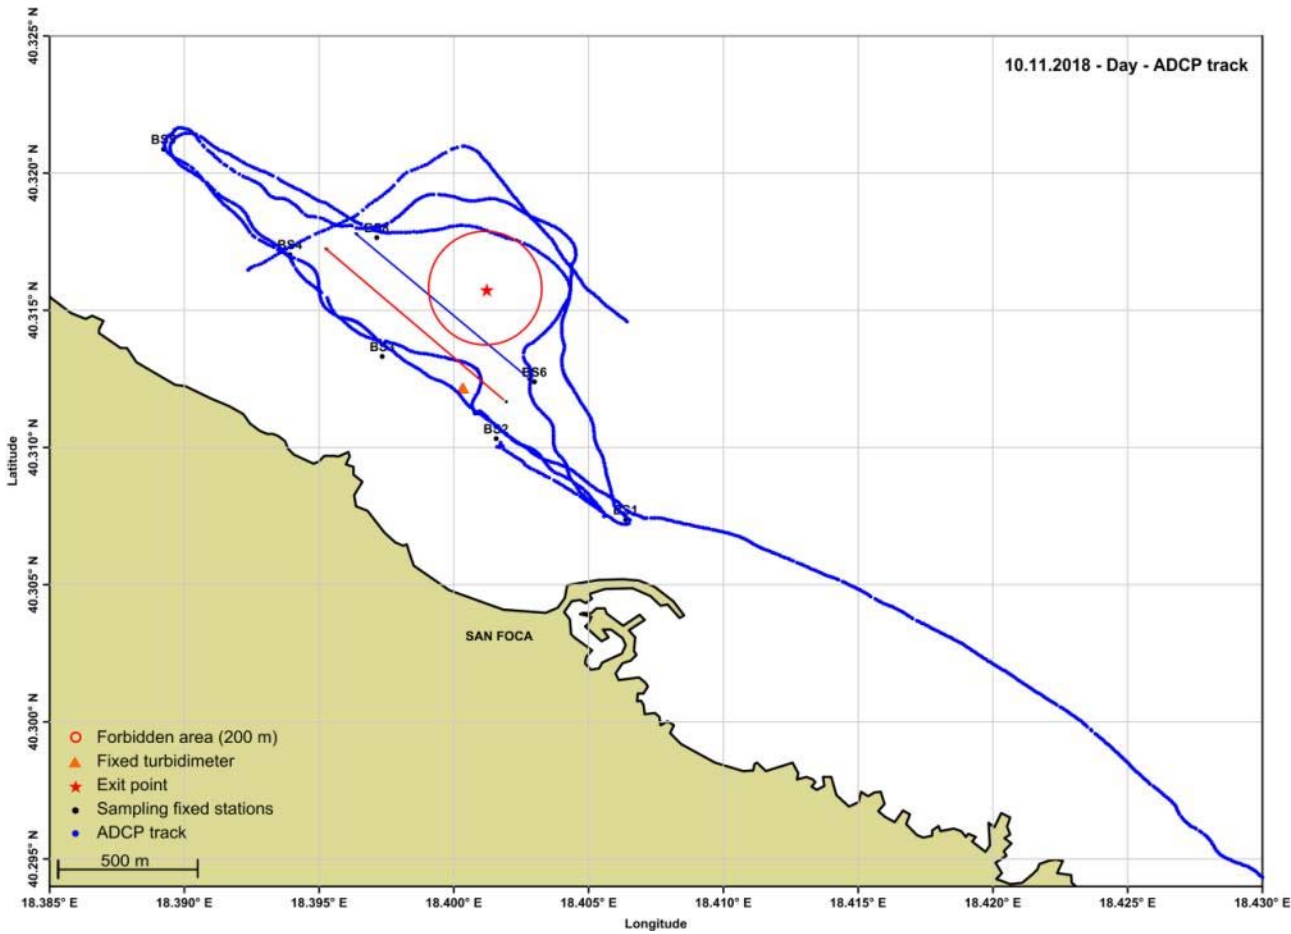 40.325° N
10.11.2018 - Day - ADCP track
BS5
40.320° N
BS8
BS4
40.315° N
BS3
BS6
40.310° N
BS2
BS1
Latitude
40.305° N
SAN FOCA
40.300° N
Forbidden area (200 m)
Fixed turbidimeter
Exit point
Sampling fixed stations
ADCP track
40.295° N
500 m
18.385° E
18.390° E
18.395° E
18.400° E
18.405° E
18.410° E
18.415° E
18.420° E
18.425° E
18.430° E
Longitude